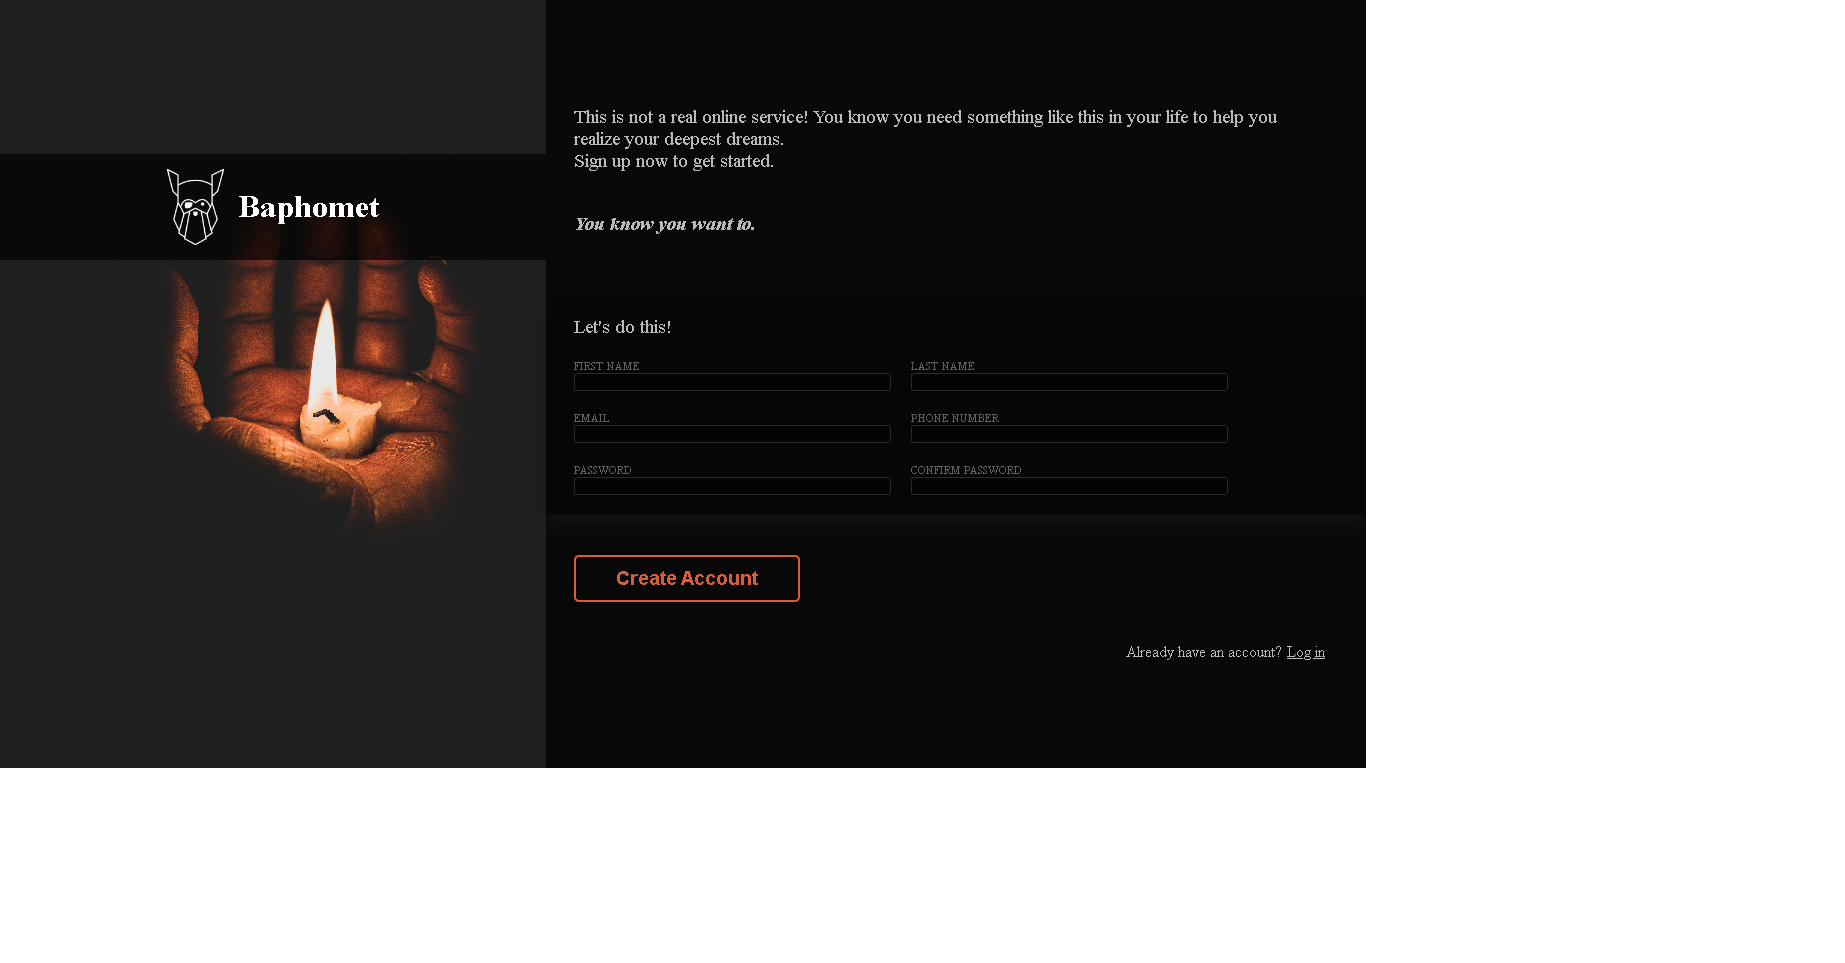 Baphomet
This is not a real online service! You know you need something like this in your life to help you
realize your deepest dreams.
Sign up now to get started.
You know you want to.
Let's do this!
FIRST NAME
LAST NAME
EMAIL
PHONE NUMBER
PASSWORD
CONFIRM PASSWORD
Create Account
Already have an account? Log in